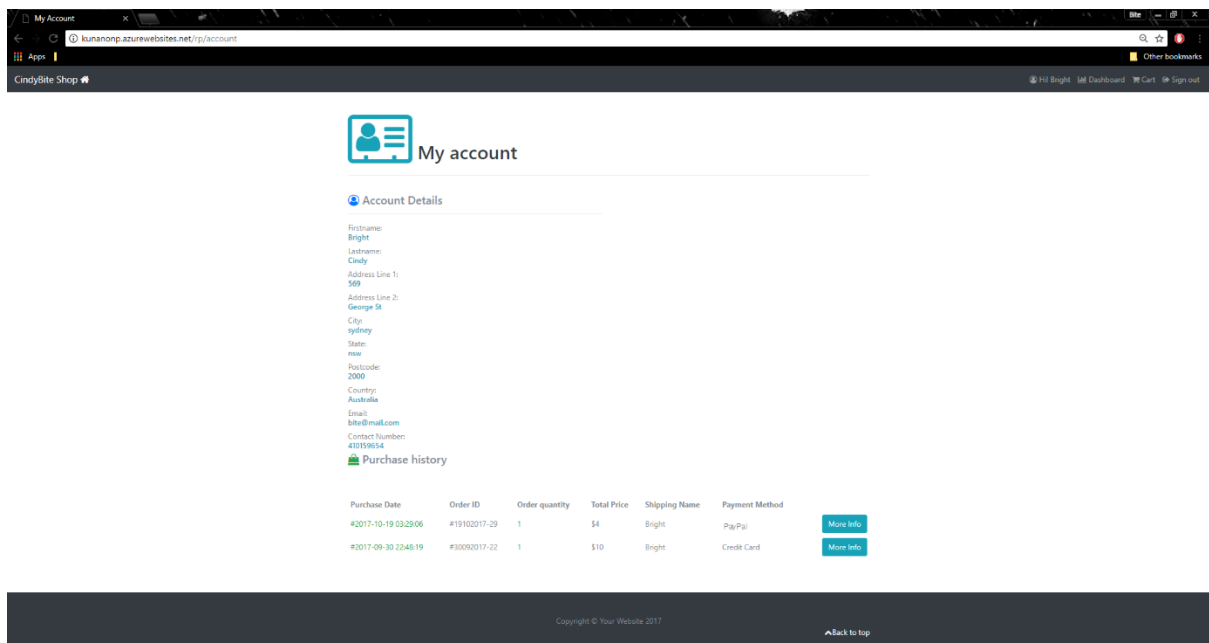 My Account x
Bite
kunanonp.azurewebsites.net/rp/account
Apps
Other bookmarks
CindyBite Shop Hi! Bright Dashboard Cart Sign out
My account
Account Details
Firstname:
Bright
Lastname:
Cindy
Address Line 1:
569
Address Line 2:
George St
City:
sydney
State:
nsw
Postcode:
2000
Country:
Australia
Email:
bite@mail.com
Contact Number:
410159654
Purchase history
Purchase Date Order ID Order quantity Total Price Shipping Name Payment Method
#2017-10-19 03:29:06 #19102017-29 1 $4 Bright PayPal More Info
#2017-09-30 22:46:19 #30092017-22 1 $10 Bright Credit Card More Info
Copyright © Your Website 2017
Back to top